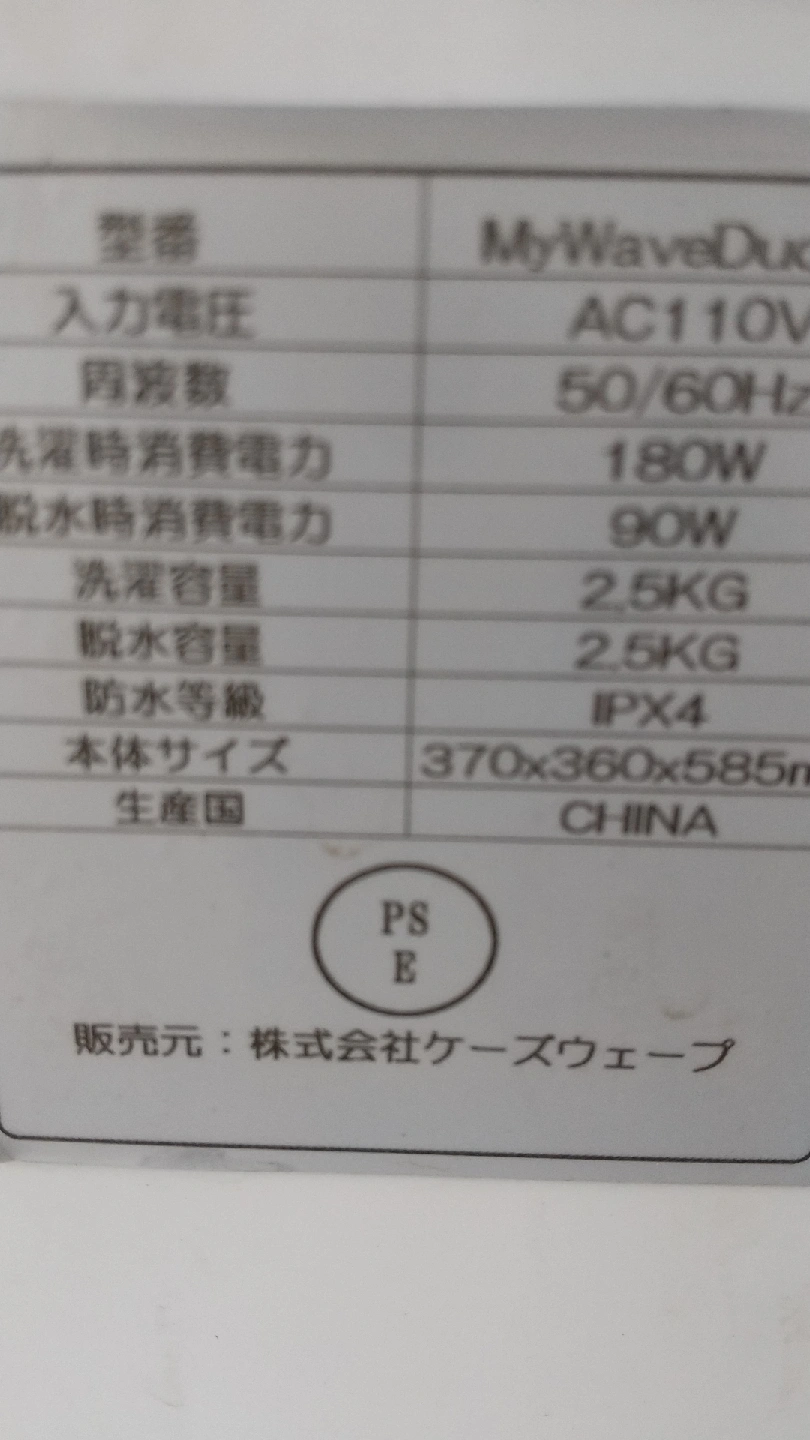 型番 MyWaveDuo
入力電圧 AC110V
周波数 50/60Hz
洗濯時消費電力 180W
脱水時消費電力 90W
洗濯容量 2.5KG
脱水容量 2.5KG
防水等級 IPX4
本体サイズ 370x360x585m
生産国 CHINA
PS
E
販売元：株式会社ケーズウェーブ